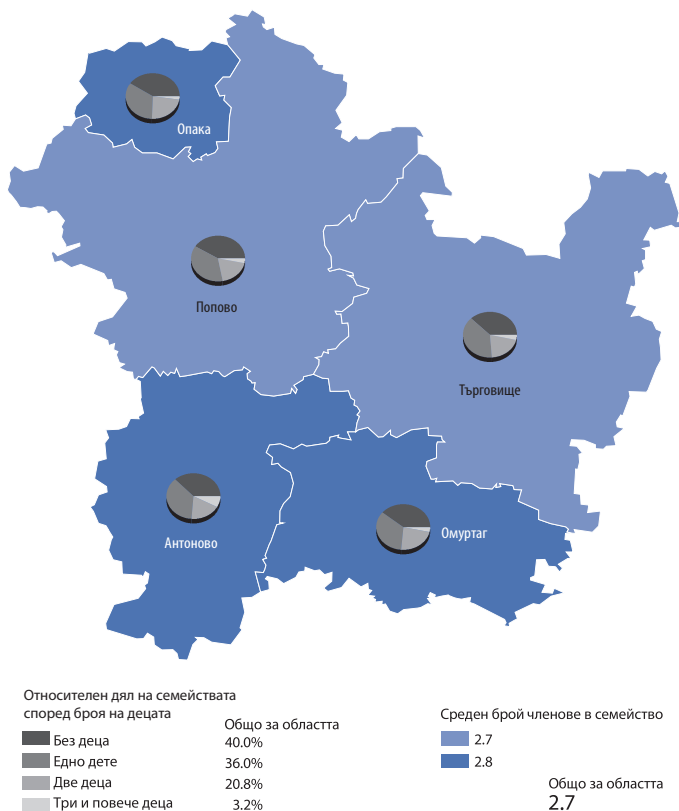 Опака
Попово
Търговище
Антоново
Омуртаг
Относителен дял на семействата
според броя на децата
Общо за областта
Без деца 40.0%
Едно дете 36.0%
Две деца 20.8%
Три и повече деца 3.2%
Среден брой членове в семейство
2.7
2.8
Общо за областта
2.7